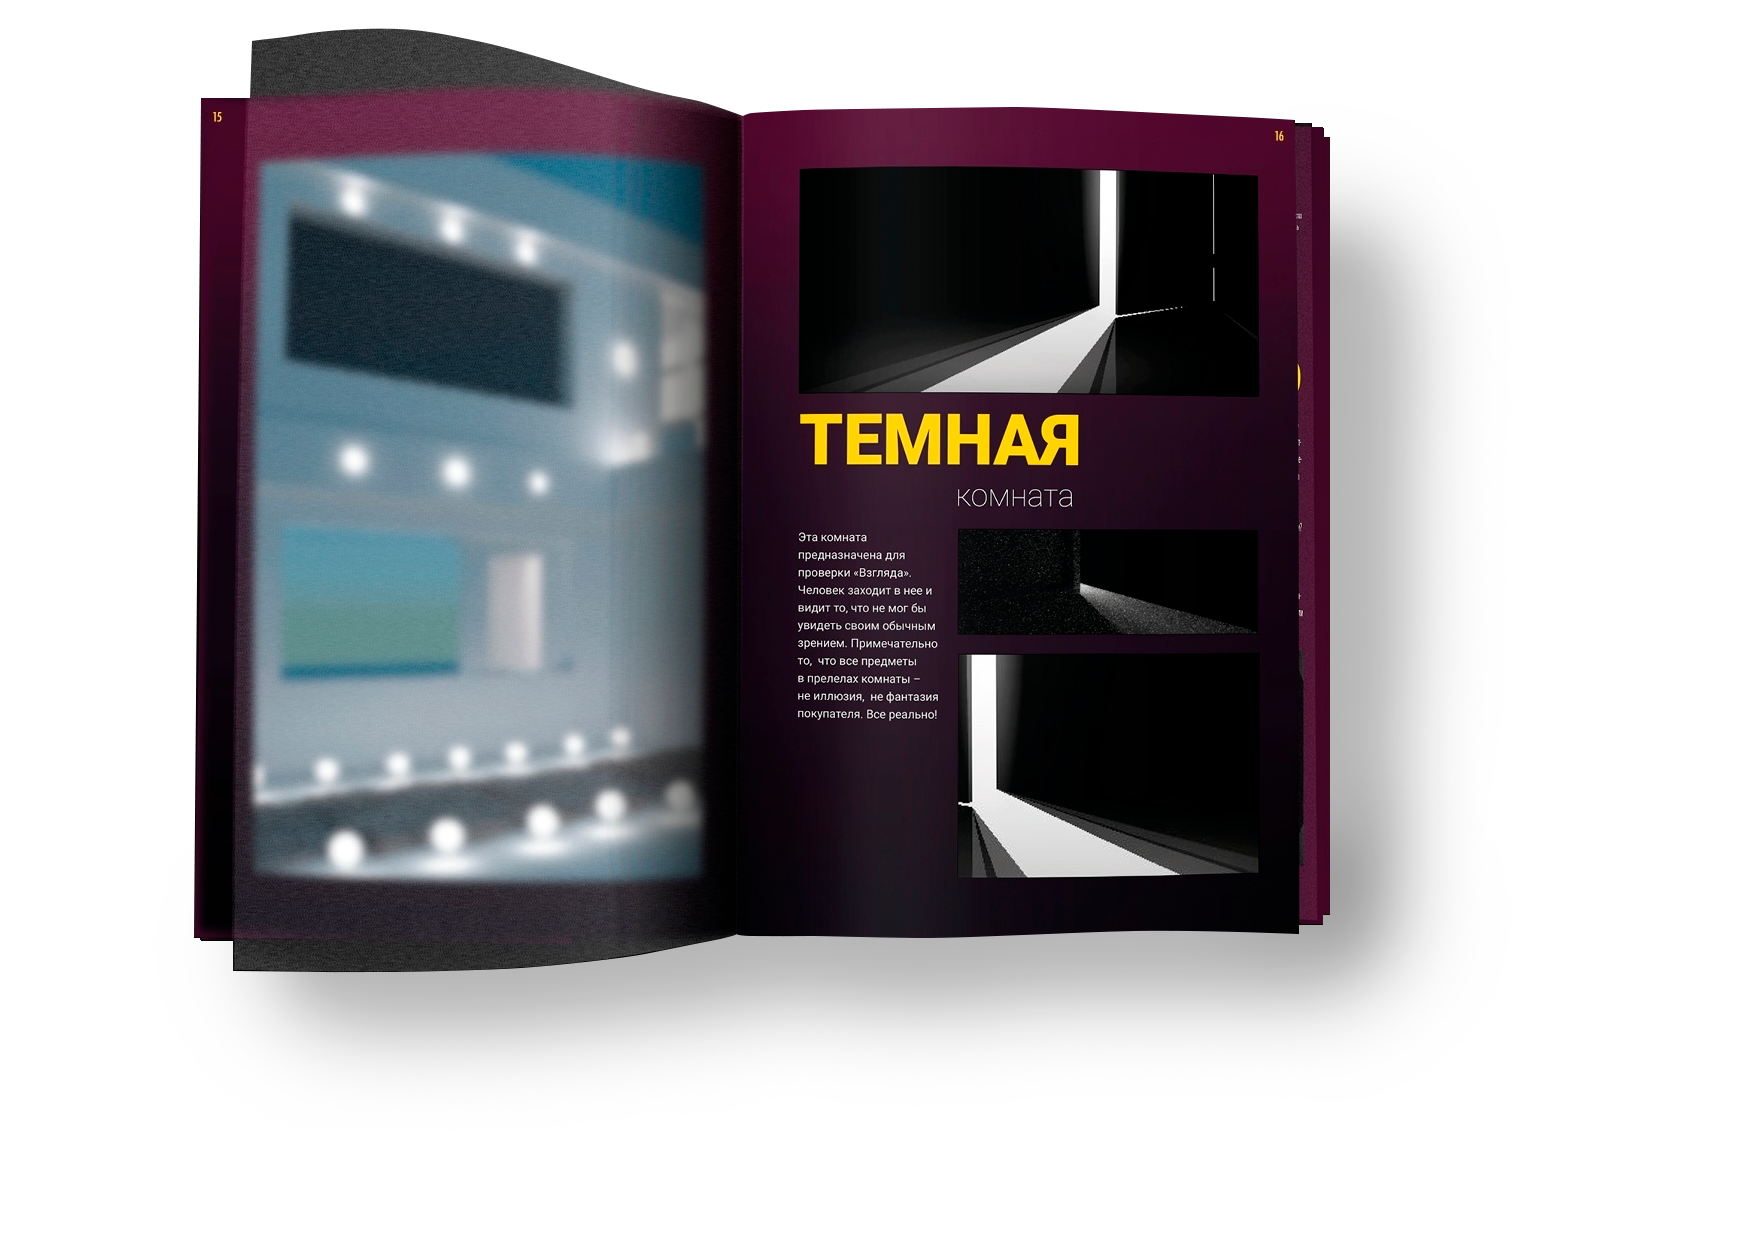 15
16
ТЕМНАЯ
комната
Эта комната
предназначена для
проверки «Взгляда».
Человек заходит в нее и
видит то, что не мог бы
увидеть своим обычным
зрением. Примечательно
то,  что все предметы
в прелелах комнаты –
не иллюзия,  не фантазия
покупателя. Все реально!